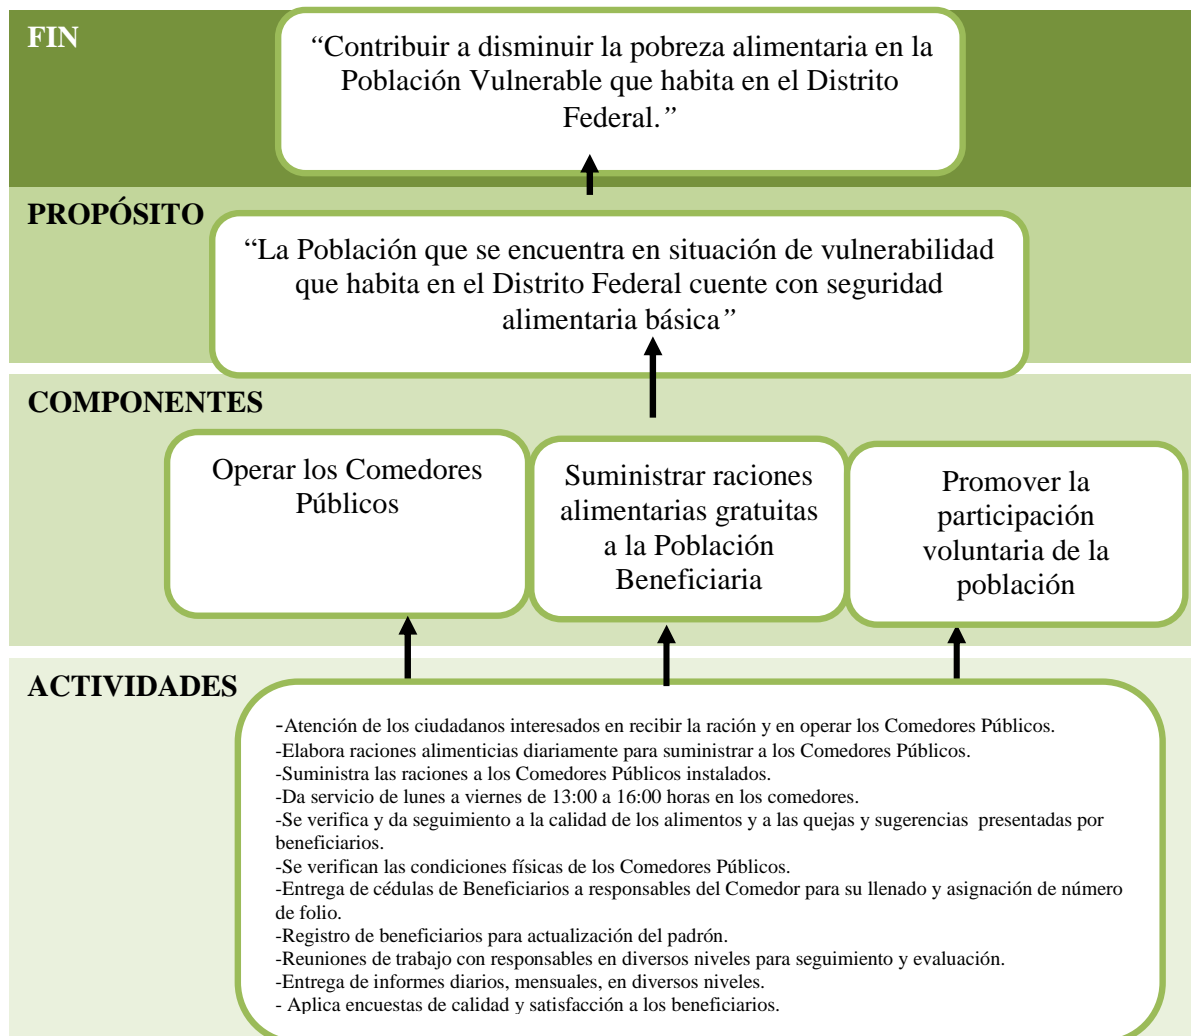 FIN
“Contribuir a disminuir la pobreza alimentaria en la
Población Vulnerable que habita en el Distrito
Federal.”
PROPÓSITO
“La Población que se encuentra en situación de vulnerabilidad
que habita en el Distrito Federal cuente con seguridad
alimentaria básica”
COMPONENTES
Operar los Comedores
Públicos
Suministrar raciones
alimentarias gratuitas
a la Población
Beneficiaria
Promover la
participación
voluntaria de la
población
ACTIVIDADES
-Atención de los ciudadanos interesados en recibir la ración y en operar los Comedores Públicos.
-Elabora raciones alimenticias diariamente para suministrar a los Comedores Públicos.
-Suministra las raciones a los Comedores Públicos instalados.
-Da servicio de lunes a viernes de 13:00 a 16:00 horas en los comedores.
-Se verifica y da seguimiento a la calidad de los alimentos y a las quejas y sugerencias presentadas por
beneficiarios.
-Se verifican las condiciones físicas de los Comedores Públicos.
-Entrega de cédulas de Beneficiarios a responsables del Comedor para su llenado y asignación de número
de folio.
-Registro de beneficiarios para actualización del padrón.
-Reuniones de trabajo con responsables en diversos niveles para seguimiento y evaluación.
-Entrega de informes diarios, mensuales, en diversos niveles.
- Aplica encuestas de calidad y satisfacción a los beneficiarios.